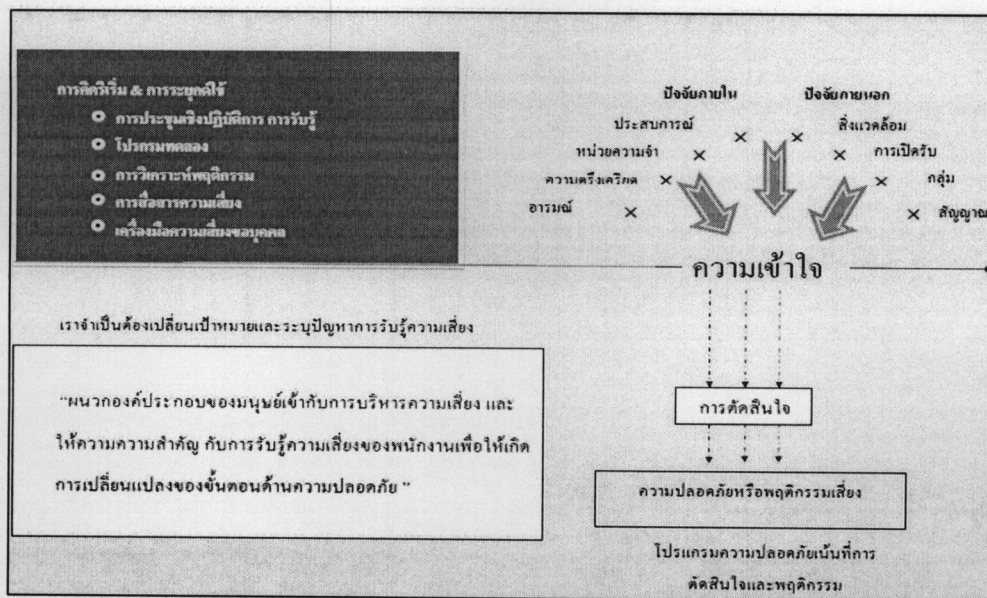 การคิดริเริ่ม & การประยุกต์ใช้
การประชุมเชิงปฏิบัติการ การรับรู้
โปรแกรมทดลอง
การวิเคราะห์พฤติกรรม
การสื่อสารความเสี่ยง
เครื่องมือความเสี่ยงของบุคคล
ปัจจัยภายใน
ปัจจัยภายนอก
ประสบการณ์
สิ่งแวดล้อม
หน่วยความจำ
การเปิดรับ
ความตรึงเครียด
กลุ่ม
อารมณ์
สัญญาณ
ความเข้าใจ
เราจำเป็นต้องเปลี่ยนเป้าหมายและระบุปัญหาการรับรู้ความเสี่ยง
“ผนวกองค์ประกอบของมนุษย์เข้ากับการบริหารความเสี่ยง และ
ให้ความความสำคัญ กับการรับรู้ความเสี่ยงของพนักงานเพื่อให้เกิด
การเปลี่ยนแปลงของขั้นตอนด้านความปลอดภัย ”
การตัดสินใจ
ความปลอดภัยหรือพฤติกรรมเสี่ยง
โปรแกรมความปลอดภัยเน้นที่การ
ตัดสินใจและพฤติกรรม